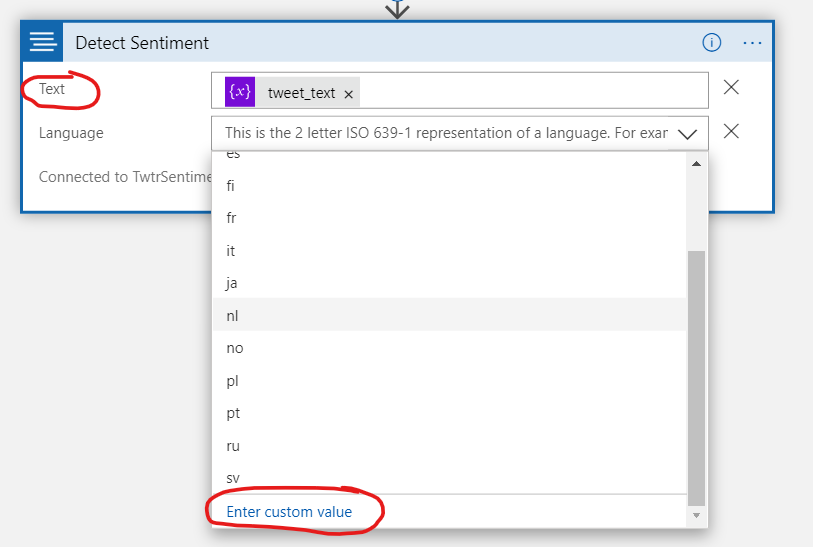 Detect Sentiment
Text
{x} tweet_text ×
Language
This is the 2 letter ISO 639-1 representation of a language. For exar
Connected to TwtrSentime
es
fi
fr
it
ja
nl
no
pl
pt
ru
sv
Enter custom value